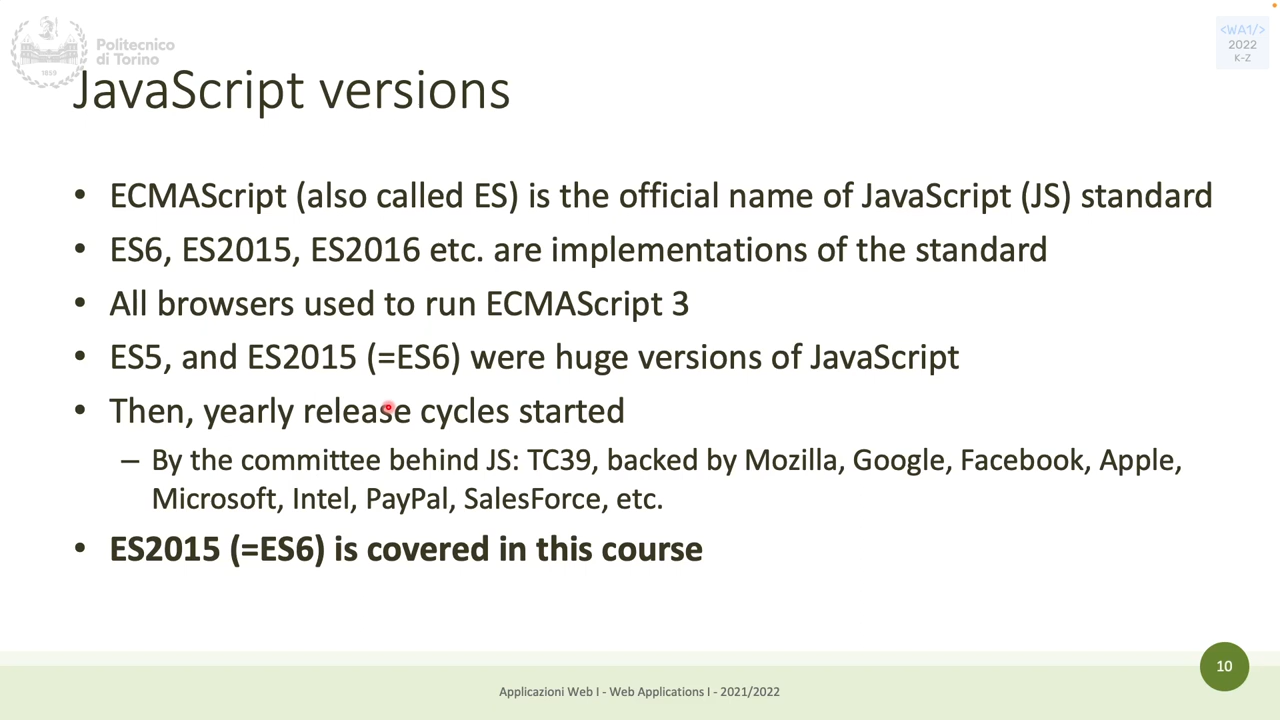 Politecnico
di Torino
1859
<WA1/>
2022
K-Z
JavaScript versions
• ECMAScript (also called ES) is the official name of JavaScript (JS) standard
• ES6, ES2015, ES2016 etc. are implementations of the standard
• All browsers used to run ECMAScript 3
• ES5, and ES2015 (=ES6) were huge versions of JavaScript
• Then, yearly release cycles started
– By the committee behind JS: TC39, backed by Mozilla, Google, Facebook, Apple,
Microsoft, Intel, PayPal, SalesForce, etc.
• ES2015 (=ES6) is covered in this course
10
Applicazioni Web I - Web Applications I - 2021/2022